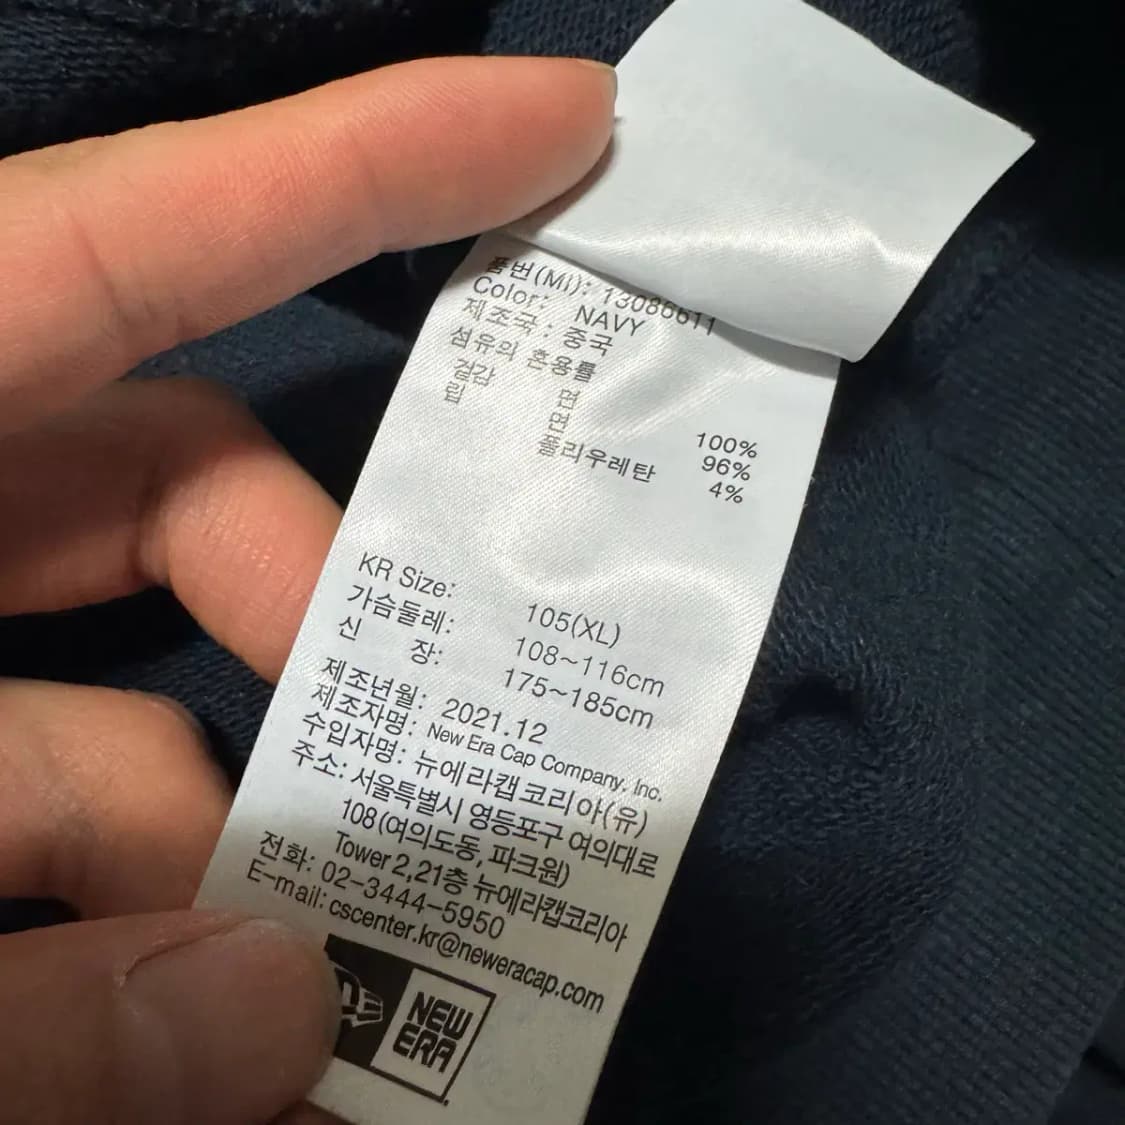 품번(MI): 13086611
Color: NAVY
제조국: 중국
섬유의 혼용률
겉감 면 100%
립 면 96%
폴리우레탄 4%
KR Size: 105(XL)
가슴둘레: 108~116cm
신 장: 175~185cm
제조년월: 2021.12
제조자명: New Era Cap Company, Inc.
수입자명: 뉴에라캡코리아(유)
주소: 서울특별시 영등포구 여의대로
108(여의도동, 파크원)
Tower2,21층 뉴에라캡코리아
전화: 02-3444-5950
E-mail: cscenter.kr@neweracap.com
NEW
ERA